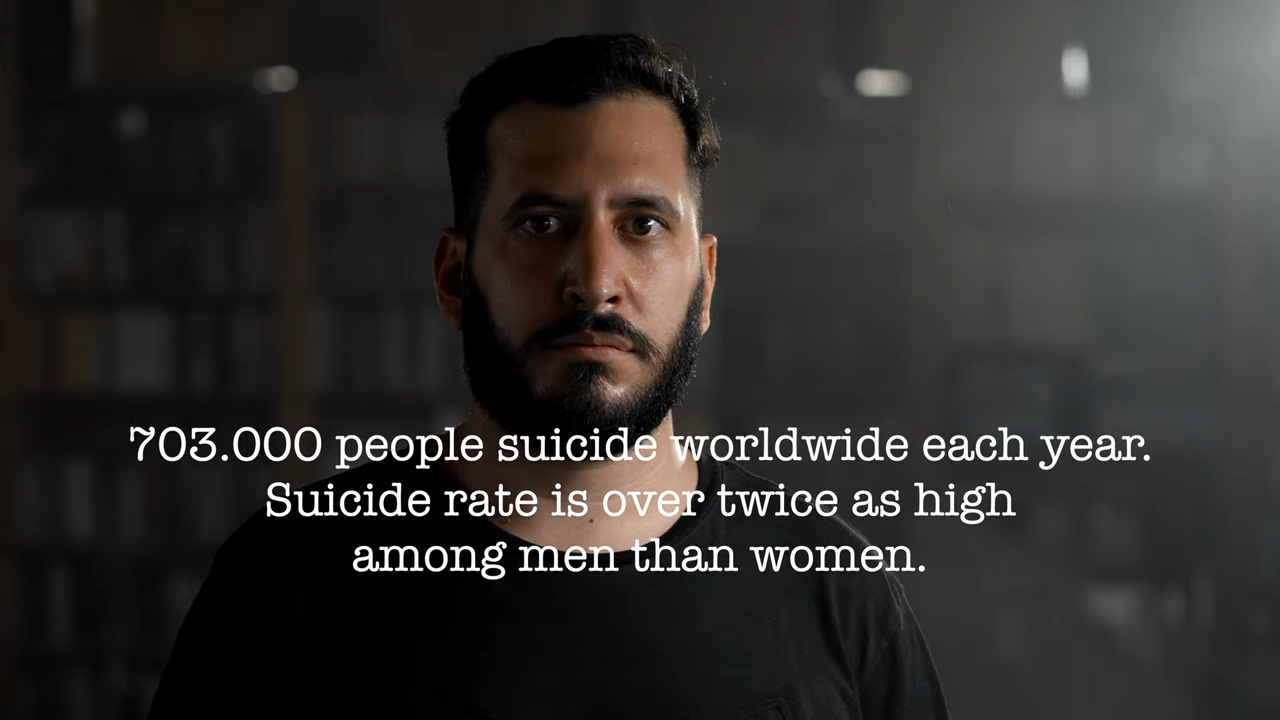 703.000 people suicide worldwide each year.
Suicide rate is over twice as high
among men than women.